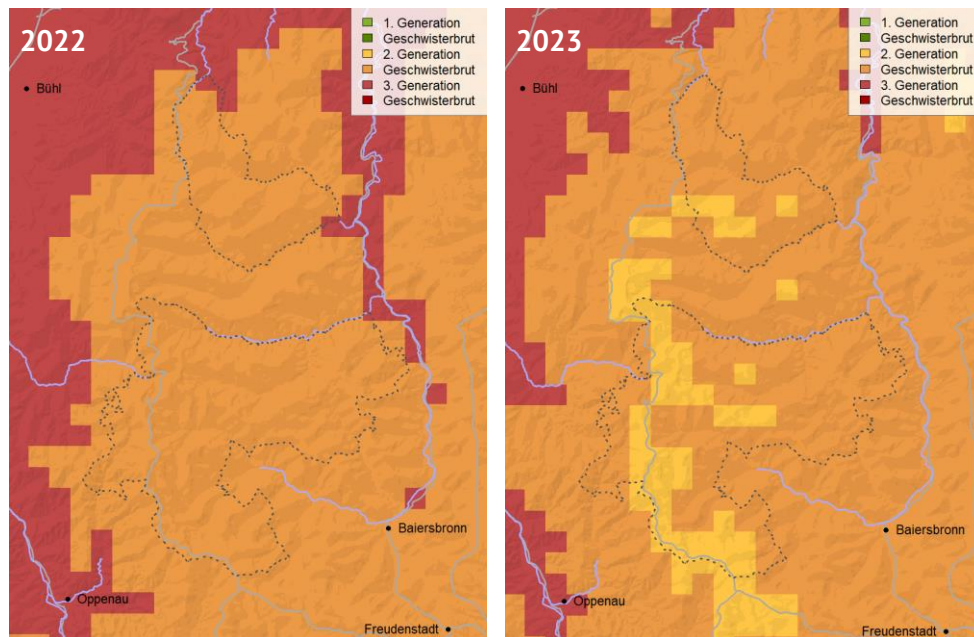 2022
1. Generation
Geschwisterbrut
2. Generation
Geschwisterbrut
3. Generation
Geschwisterbrut
Bühl
Baiersbronn
Oppenau
Freudenstadt
2023
1. Generation
Geschwisterbrut
2. Generation
Geschwisterbrut
3. Generation
Geschwisterbrut
Bühl
Baiersbronn
Oppenau
Freudenstadt